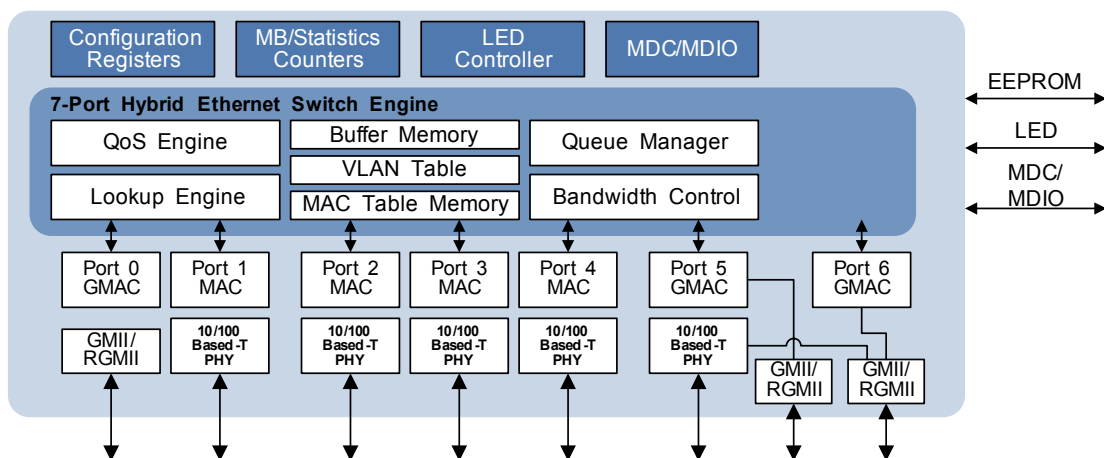 Configuration
Registers
MB/Statistics
Counters
LED
Controller
MDC/MDIO
EEPROM
LED
MDC/
MDIO
7-Port Hybrid Ethernet Switch Engine
QoS Engine
Buffer Memory
Queue Manager
VLAN Table
Lookup Engine
MAC Table Memory
Bandwidth Control
Port 0
GMAC
Port 1
MAC
Port 2
MAC
Port 3
MAC
Port 4
MAC
Port 5
GMAC
Port 6
GMAC
GMII/
RGMII
10/100
Based-T
PHY
10/100
Based-T
PHY
10/100
Based-T
PHY
10/100
Based-T
PHY
10/100
Based-T
PHY
GMII/
RGMII
GMII/
RGMII